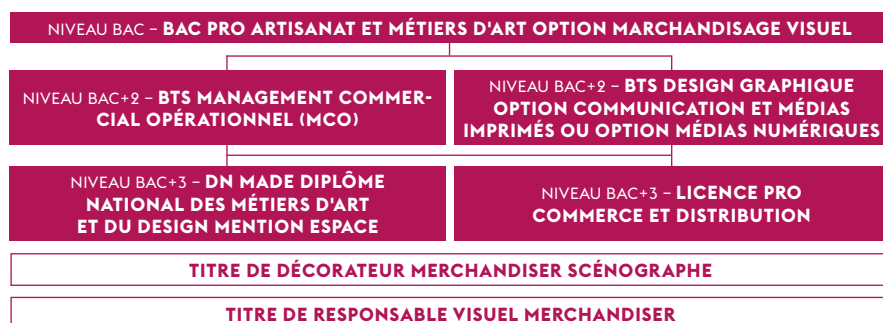 NIVEAU BAC – BAC PRO ARTISANAT ET MÉTIERS D'ART OPTION MARCHANDISAGE VISUEL
NIVEAU BAC+2 – BTS MANAGEMENT COMMER-
CIAL OPÉRATIONNEL (MCO)
NIVEAU BAC+2 – BTS DESIGN GRAPHIQUE
OPTION COMMUNICATION ET MÉDIAS
IMPRIMÉS OU OPTION MÉDIAS NUMÉRIQUES
NIVEAU BAC+3 – DN MADE DIPLÔME
NATIONAL DES MÉTIERS D'ART
ET DU DESIGN MENTION ESPACE
NIVEAU BAC+3 – LICENCE PRO
COMMERCE ET DISTRIBUTION
TITRE DE DÉCORATEUR MERCHANDISER SCÉNOGRAPHE
TITRE DE RESPONSABLE VISUEL MERCHANDISER